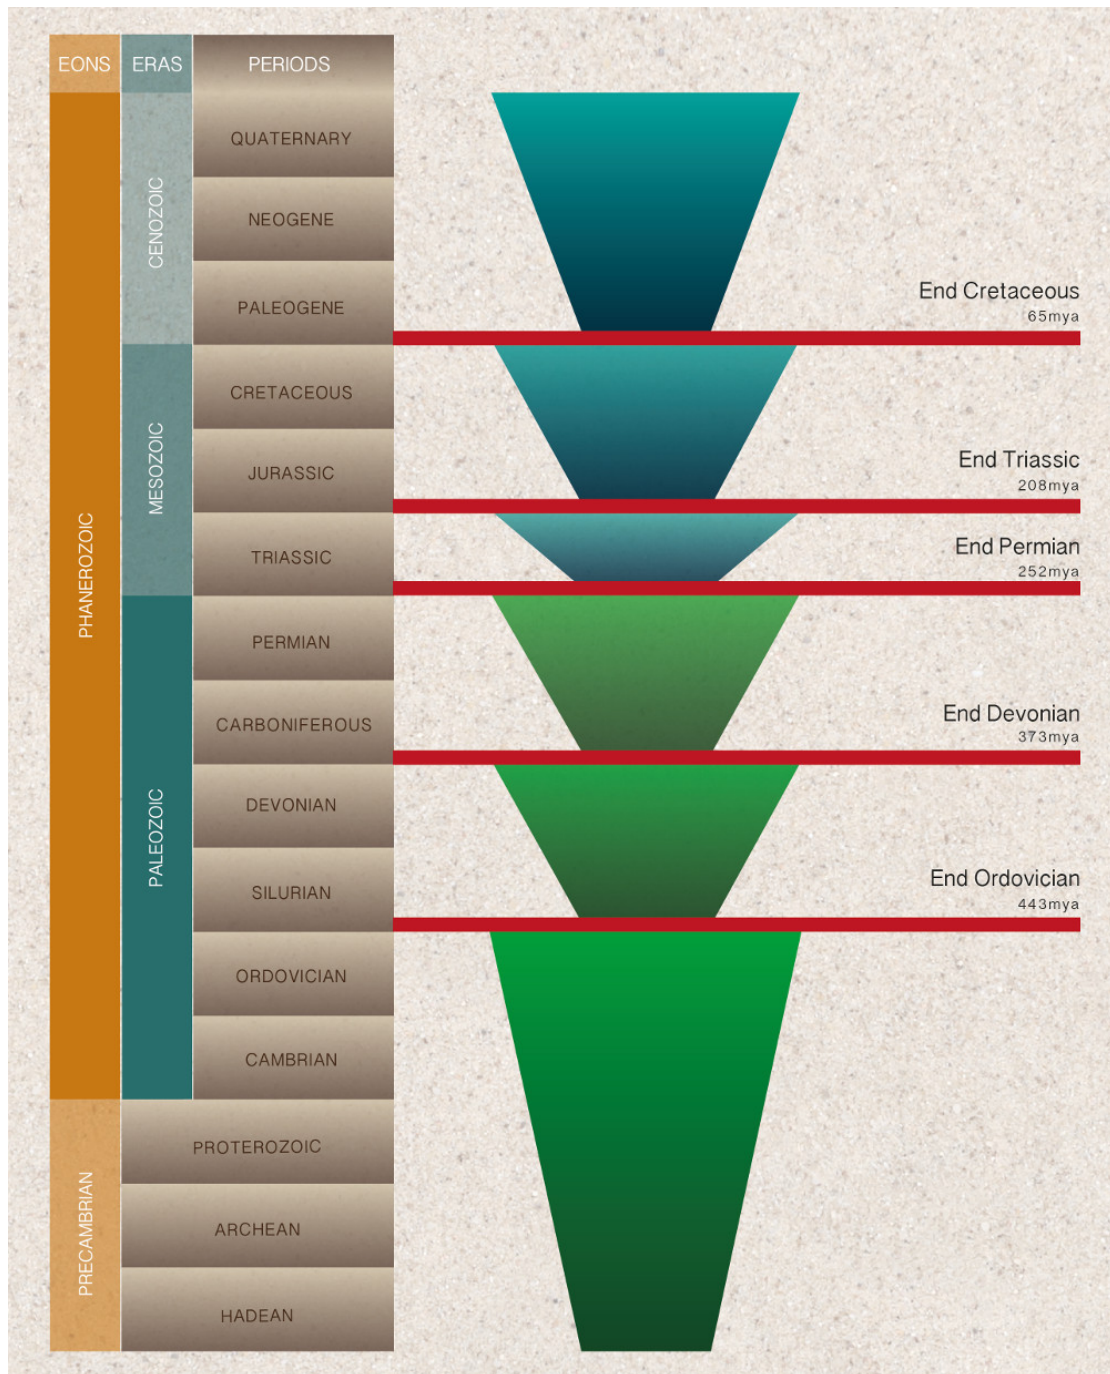 EONS ERAS PERIODS
QUATERNARY
NEOGENE
PALEOGENE
CENOZOIC
CRETACEOUS
JURASSIC
TRIASSIC
MESOZOIC
PERMIAN
CARBONIFEROUS
DEVONIAN
SILURIAN
ORDOVICIAN
CAMBRIAN
PALEOZOIC
PHANEROZOIC
PROTEROZOIC
ARCHEAN
HADEAN
PRECAMBRIAN
End Cretaceous
65mya
End Triassic
208mya
End Permian
252mya
End Devonian
373mya
End Ordovician
443mya